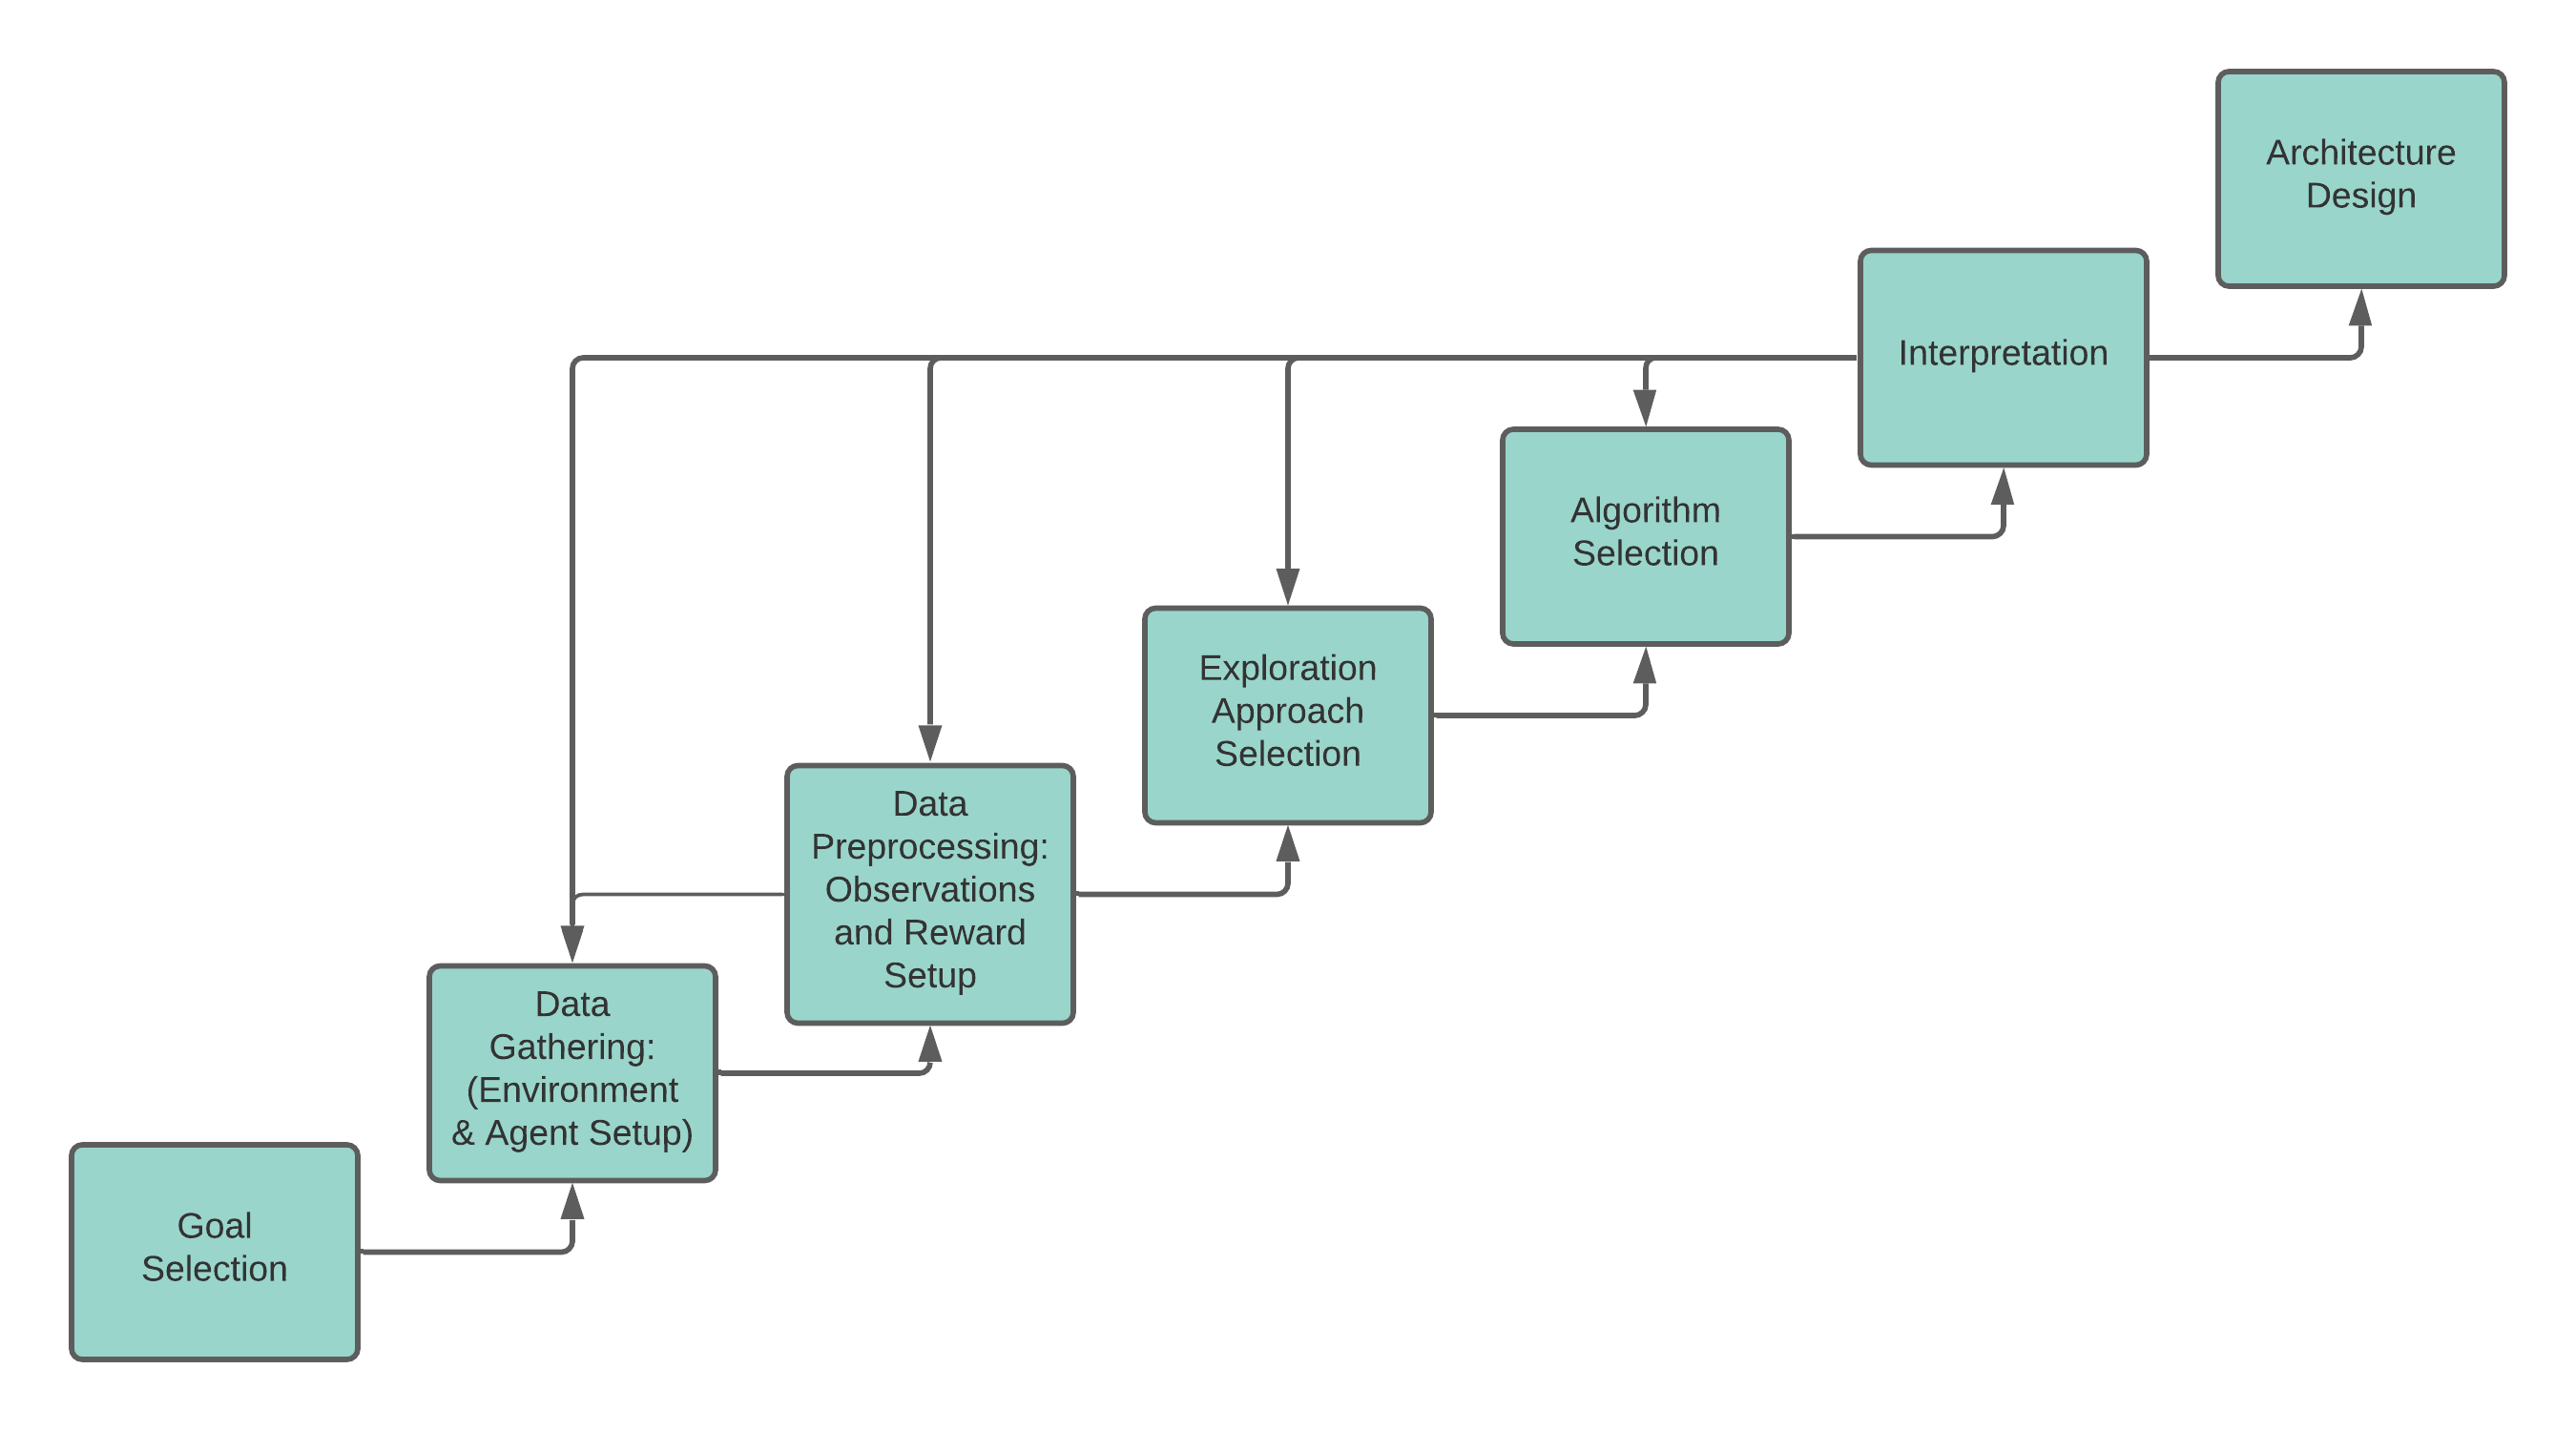 Architecture
Design
Interpretation
Algorithm
Selection
Exploration
Approach
Selection
Data
Preprocessing:
Observations
and Reward
Setup
Data
Gathering:
(Environment
& Agent Setup)
Goal
Selection